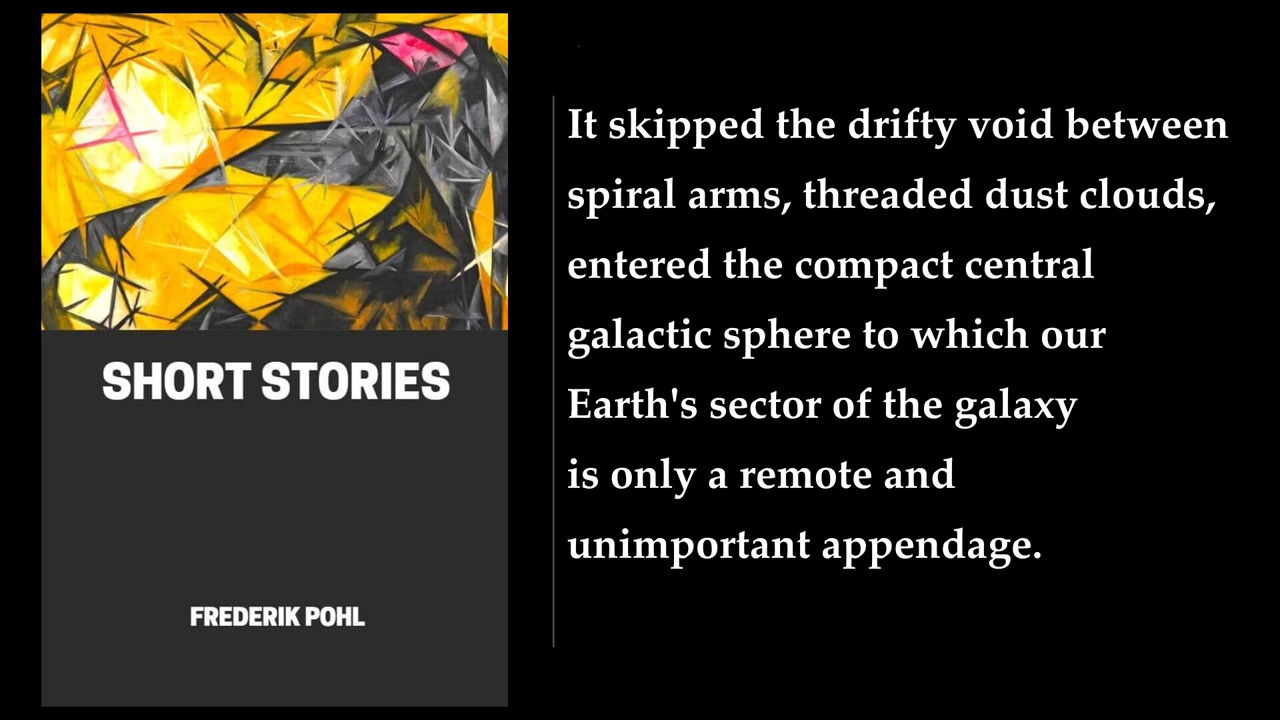 SHORT STORIES
FREDERIK POHL
It skipped the drifty void between
spiral arms, threaded dust clouds,
entered the compact central
galactic sphere to which our
Earth's sector of the galaxy
is only a remote and
unimportant appendage.